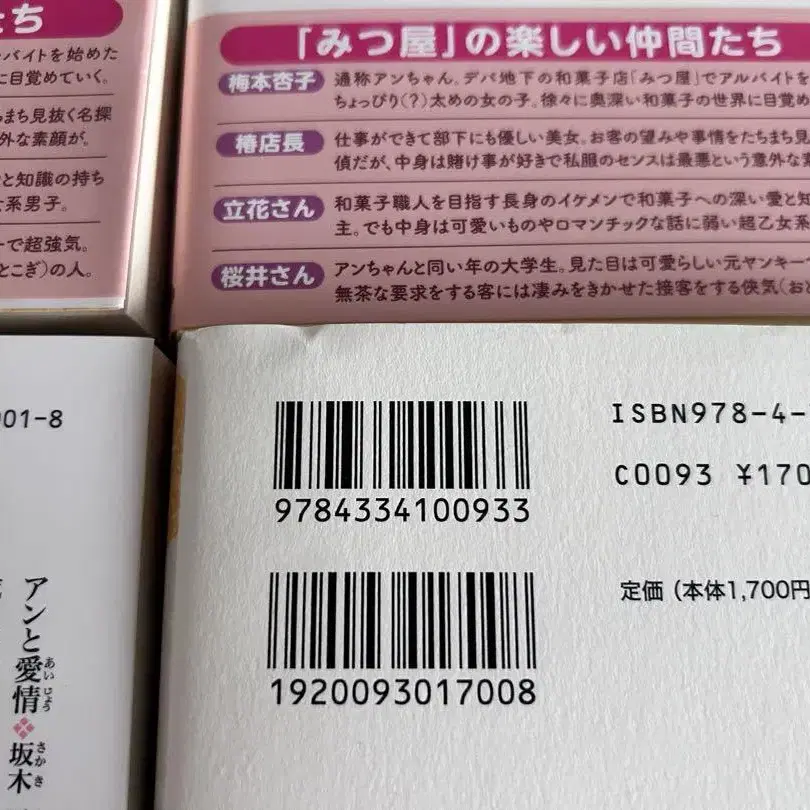 たち
バイトを始めた
に目覚めていく。
まち見抜く名探
外な素顔が。
と知識の持ち
女系男子。
ーで超強気。
とこぎ)の人。
「みつ屋」の楽しい仲間たち
梅本杏子 通称アンちゃん。デパ地下の和菓子店「みつ屋」でアルバイトを
ちょっぴり(?)太めの女の子。徐々に奥深い和菓子の世界に目覚め
椿店長 仕事ができて部下にも優しい美女。お客の望みや事情をたちまち見
偵だが、中身は賭け事が好きで私服のセンスは最悪という意外な素
立花さん 和菓子職人を目指す長身のイケメンで和菓子への深い愛と知
主。でも中身は可愛いものやロマンチックな話に弱い超乙女系
桜井さん アンちゃんと同い年の大学生。見た目は可愛らしい元ヤンキーで
無茶な要求をする客には凄みをきかせた接客をする侠気(おと
01-8
アンと愛情 坂木
あいじょう さかき
9784334100933
ISBN978-4-
C0093 ¥170
1920093017008
定価 (本体1,700円